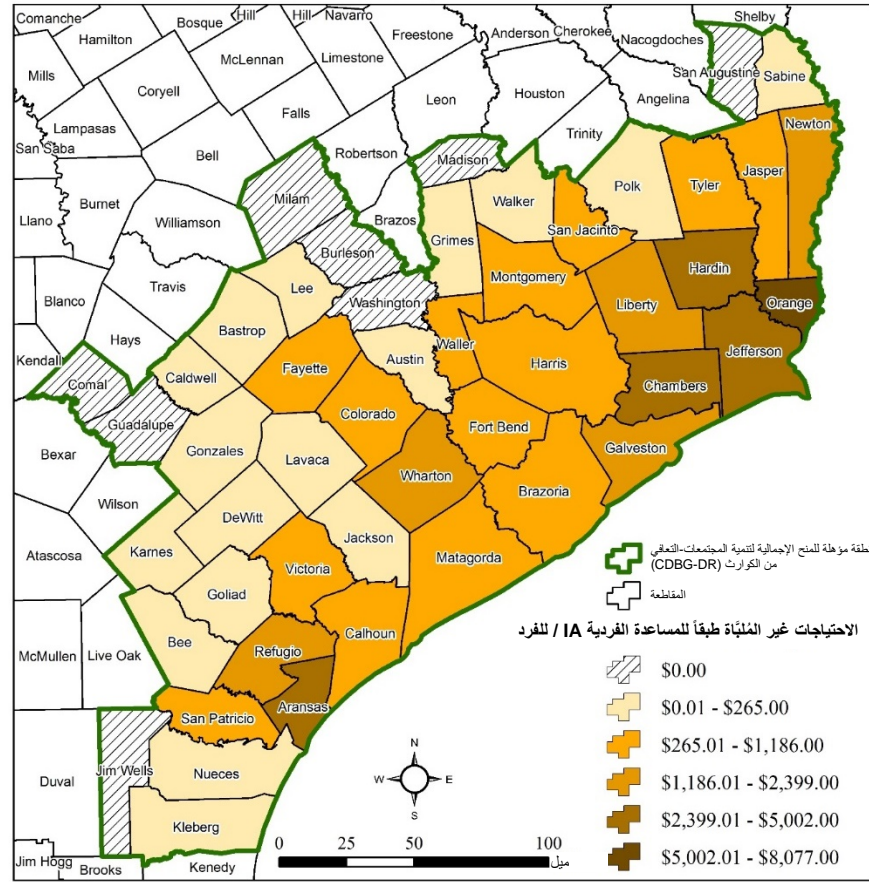 Comanche
Hill
Bosque
Hill
Navarro
Shelby
Hamilton
McLennan
Limestone
Freestone
Anderson
Cherokee
Nacogdoches
San Augustine
Sabine
Mills
Coryell
Falls
Leon
Houston
Angelina
Lampasas
San Saba
Bell
Robertson
Madison
Trinity
Newton
Jasper
Tyler
Polk
Walker
San Jacinto
Grimes
Brazos
Milam
Burnet
Llano
Williamson
Burleson
Hardin
Montgomery
Liberty
Orange
Travis
Lee
Washington
Blanco
Bastrop
Waller
Harris
Jefferson
Hays
Austin
Kendall
Fayette
Chambers
Caldwell
Comal
Colorado
Guadalupe
Fort Bend
Galveston
Gonzales
Lavaca
Bexar
Wharton
Brazoria
Wilson
DeWitt
Jackson
Karnes
Matagorda
Atascosa
Victoria
Goliad
Calhoun
Bee
McMullen
Live Oak
Refugio
Aransas
San Patricio
Duval
Jim Wells
Nueces
Kleberg
Jim Hogg
Brooks
Kenedy
N
W
E
S
0
25
50
100
ميل
مؤهلة للمنح الإجمالية لتنمية المجتمعات-التعافي
من الكوارث (CDBG-DR)
المقاطعة
الاحتياجات غير المُلبَّاة طبقاً للمساعدة الفردية IA / للفرد
$0.00
$0.01 - $265.00
$265.01 - $1,186.00
$1,186.01 - $2,399.00
$2,399.01 - $5,002.00
$5,002.01 - $8,077.00